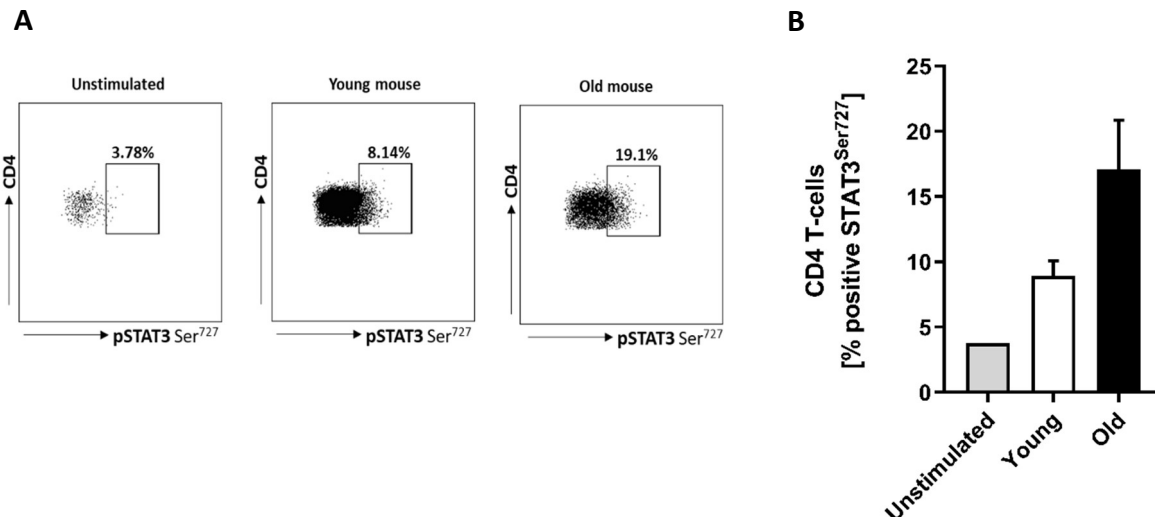 A
B
Unstimulated
Young mouse
Old mouse
3.78%
8.14%
19.1%
CD4
CD4
CD4
pSTAT3 Ser727
pSTAT3 Ser727
pSTAT3 Ser727
CD4 T-cells
[% positive STAT3Ser727]
25
20
15
10
5
0
Unstimulated
Young
Old